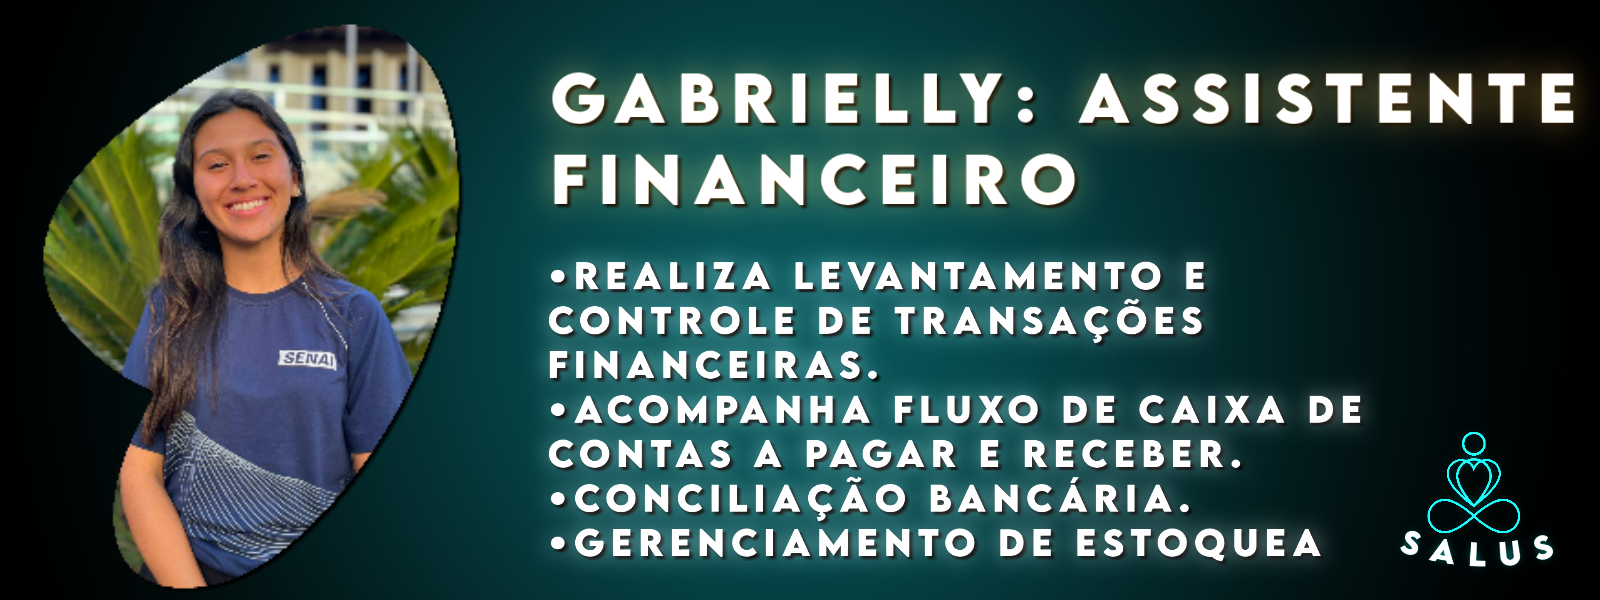 GABRIELLY: ASSISTENTE
FINANCEIRO
•REALIZA LEVANTAMENTO E
CONTROLE DE TRANSAÇÕES
FINANCEIRAS.
•ACOMPANHA FLUXO DE CAIXA DE
CONTAS A PAGAR E RECEBER.
•CONCILIAÇÃO BANCÁRIA.
•GERENCIAMENTO DE ESTOQUEA
SENAI
SALUS